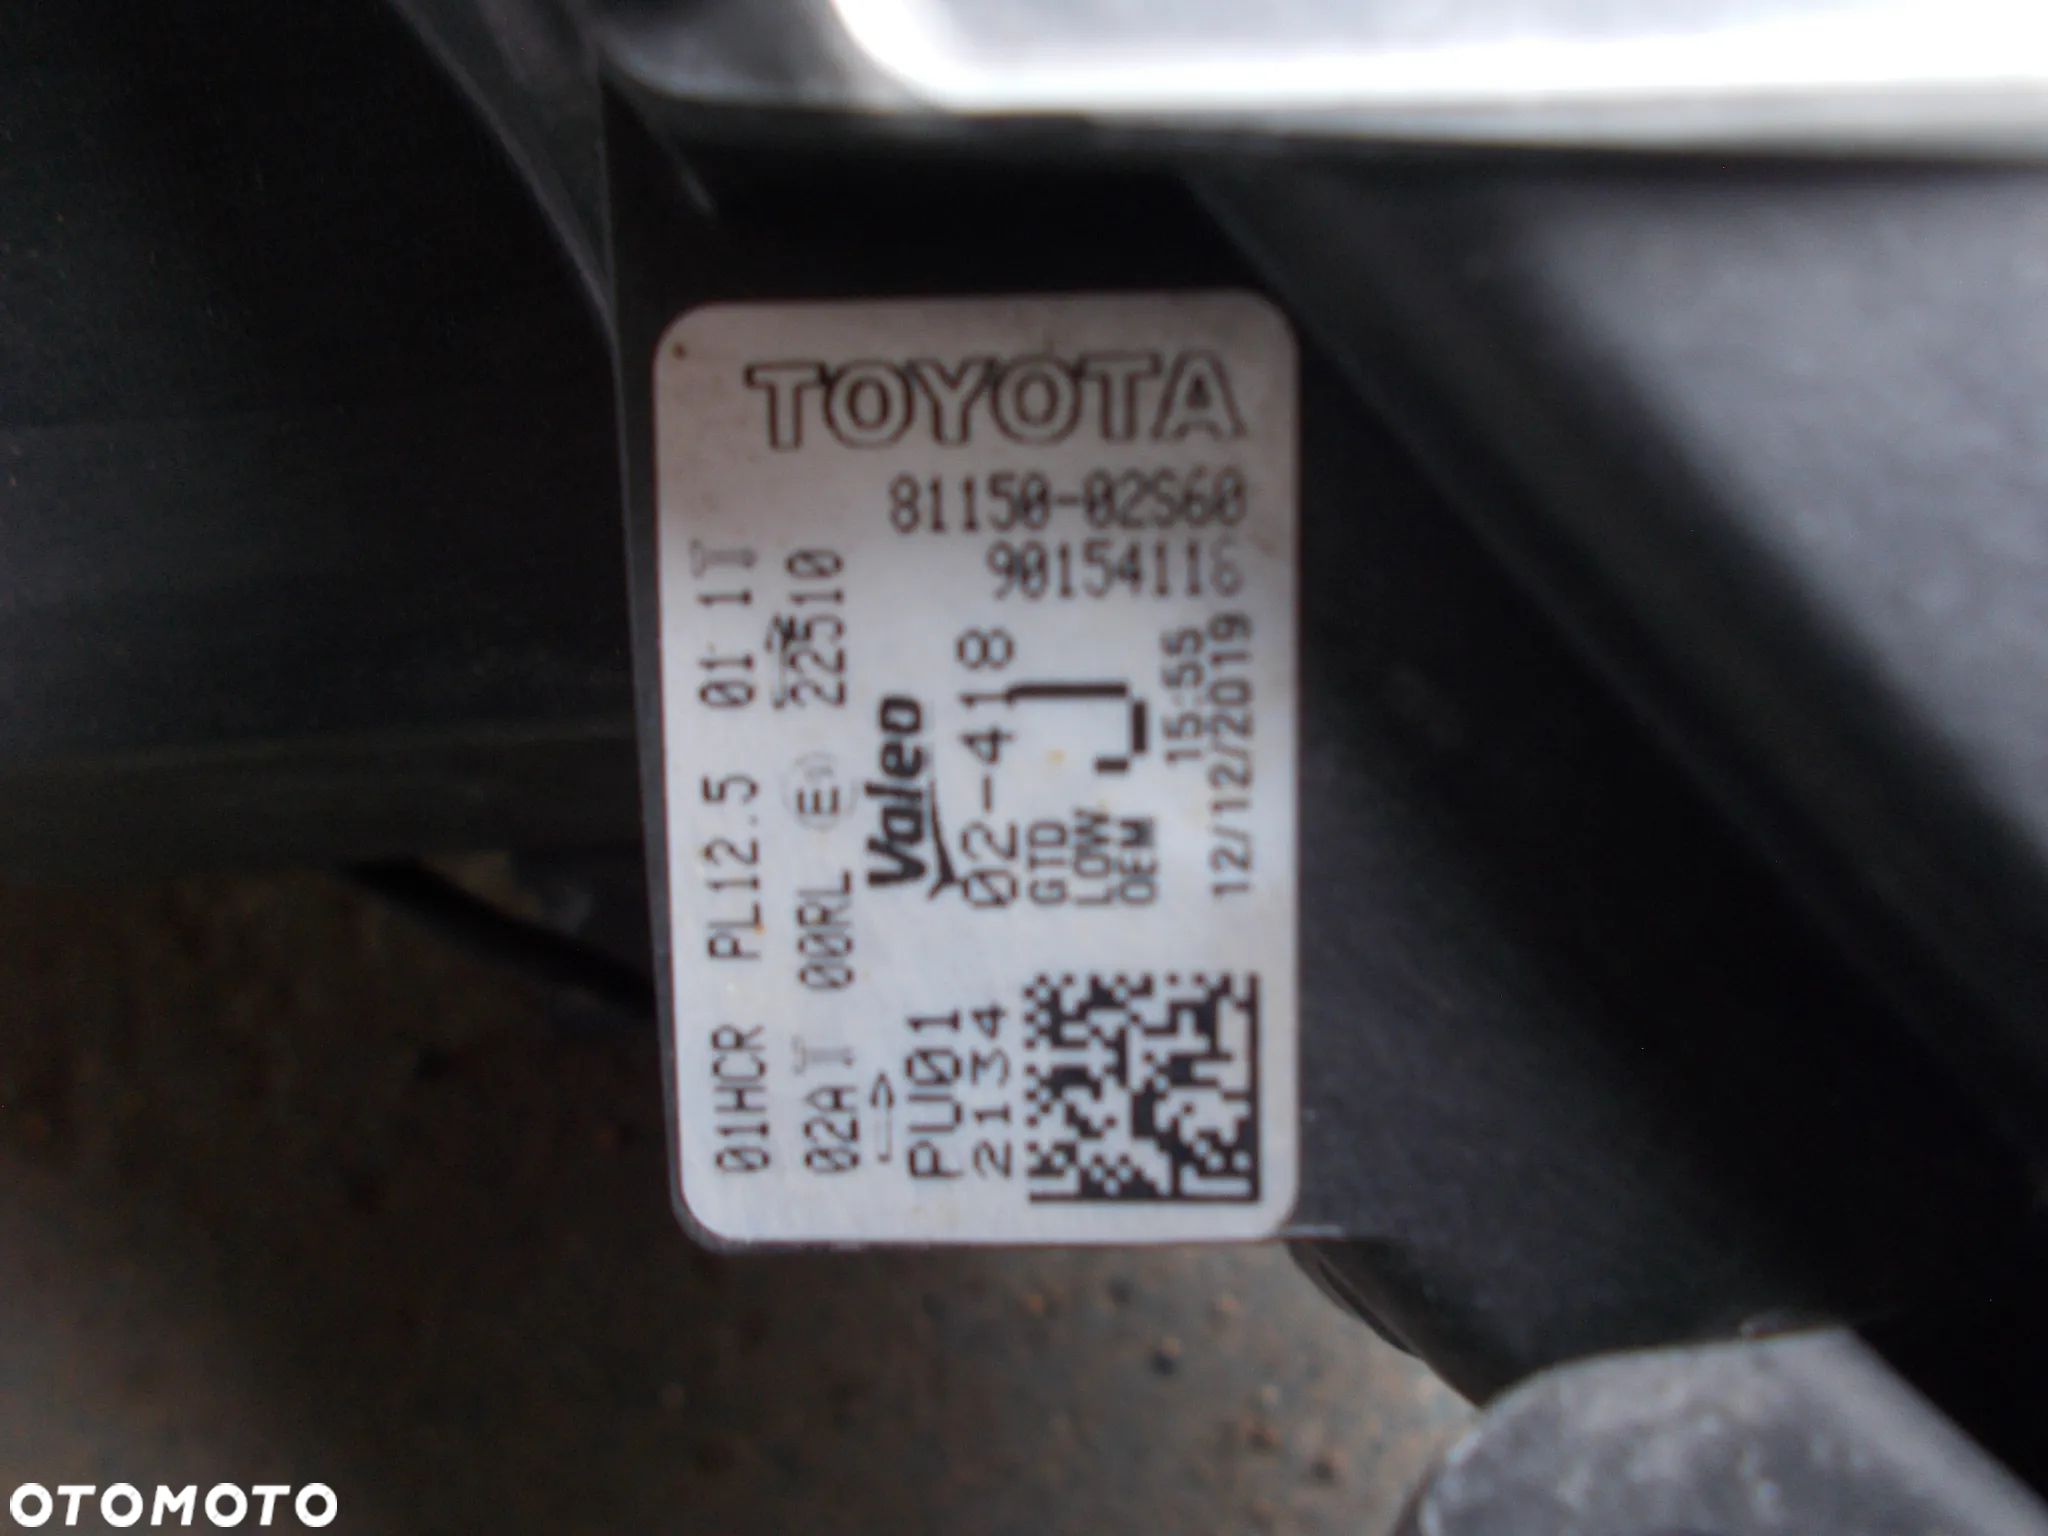 TOYOTA
81150-02S60
90154116
01HCR PL12.5 01 1
02A 00RL E 22510
Valeo
PU01 02-418
2134
GTD
LOW
OEM
15:55
12/12/2019
OTOMOTO